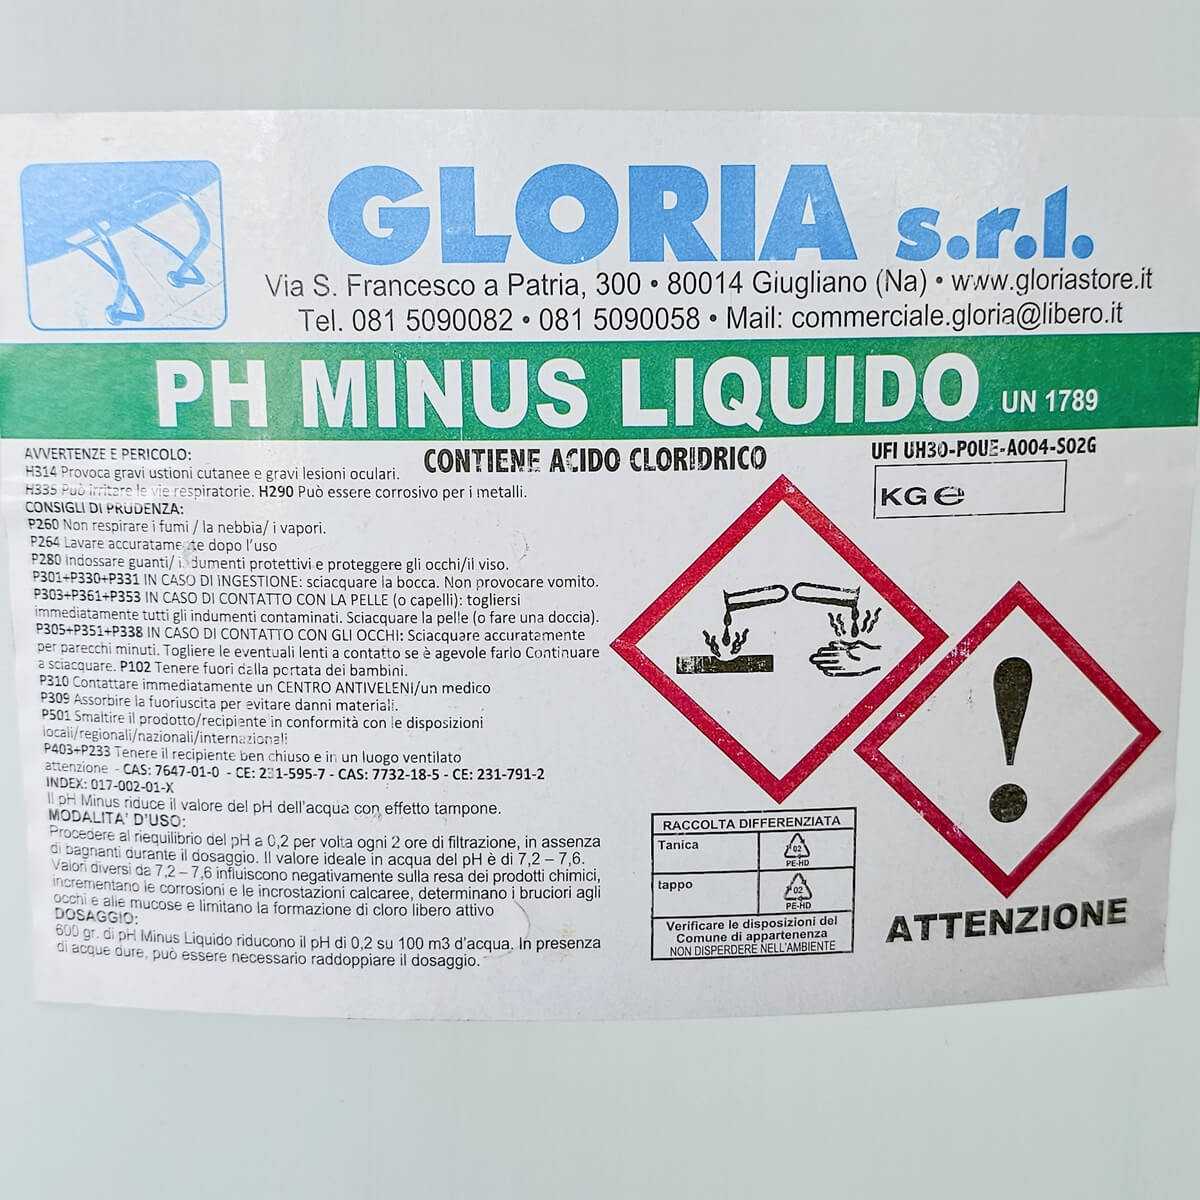 GLORIA s.r.l.
Via S. Francesco a Patria, 300 • 80014 Giugliano (Na) • www.gloriastore.it
Tel. 081 5090082 • 081 5090058 • Mail: commerciale.gloria@libero.it
PH MINUS LIQUIDO UN 1789
AVVERTENZE E PERICOLO:
CONTIENE ACIDO CLORIDRICO
UFI UH30-P0UE-A004-S02G
KG e
H314 Provoca gravi ustioni cutanee e gravi lesioni oculari.
H335 Può irritare le vie respiratorie. H290 Può essere corrosivo per i metalli.
CONSIGLI DI PRUDENZA:
P260 Non respirare i fumi / la nebbia/ i vapori.
P264 Lavare accuratamente dopo l'uso
P280 Indossare guanti/ indumenti protettivi e proteggere gli occhi/il viso.
P301+P330+P331 IN CASO DI INGESTIONE: sciacquare la bocca. Non provocare vomito.
P303+P361+P353 IN CASO DI CONTATTO CON LA PELLE (o capelli): togliersi
immediatamente tutti gli indumenti contaminati. Sciacquare la pelle (o fare una doccia).
P305+P351+P338 IN CASO DI CONTATTO CON GLI OCCHI: Sciacquare accuratamente
per parecchi minuti. Togliere le eventuali lenti a contatto se è agevole farlo Continuare
a sciacquare. P102 Tenere fuori dalla portata dei bambini.
P310 Contattare immediatamente un CENTRO ANTIVELENI/un medico
P309 Assorbire la fuoriuscita per evitare danni materiali.
P501 Smaltire il prodotto/recipiente in conformità con le disposizioni
locali/regionali/nazionali/internazionali
P403+P233 Tenere il recipiente ben chiuso e in un luogo ventilato
attenzione - CAS: 7647-01-0 - CE: 231-595-7 - CAS: 7732-18-5 - CE: 231-791-2
INDEX: 017-002-01-X
Il pH Minus riduce il valore del pH dell'acqua con effetto tampone.
MODALITA' D'USO:
Procedere al riequilibrio del pH a 0,2 per volta ogni 2 ore di filtrazione, in assenza
di bagnanti durante il dosaggio. Il valore ideale in acqua del pH è di 7,2 – 7,6.
Valori diversi da 7,2 – 7,6 influiscono negativamente sulla resa dei prodotti chimici,
incrementano le corrosioni e le incrostazioni calcaree, determinano i bruciori agli
occhi e alle mucose e limitano la formazione di cloro libero attivo
DOSAGGIO:
600 gr. di pH Minus Liquido riducono il pH di 0,2 su 100 m3 d'acqua. In presenza
di acque dure, può essere necessario raddoppiare il dosaggio.
RACCOLTA DIFFERENZIATA
Tanica
02
PE-HD
tappo
02
PE-HD
Verificare le disposizioni del
Comune di appartenenza
NON DISPERDERE NELL'AMBIENTE
ATTENZIONE